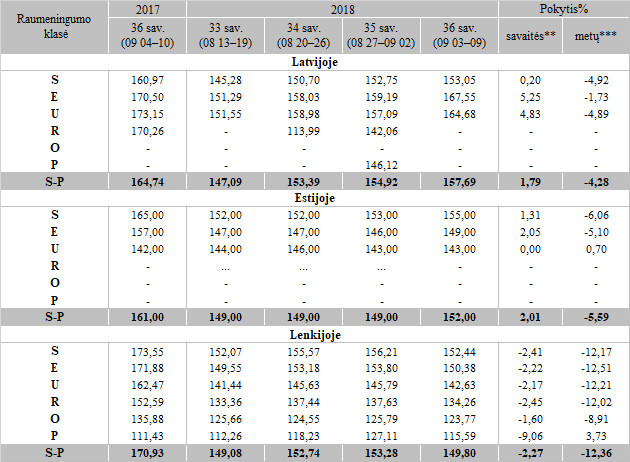 Raumeningumo klasė 2017 2018 Pokytis%
36 sav. (09 04–10) 33 sav. (08 13–19) 34 sav. (08 20–26) 35 sav. (08 27–09 02) 36 sav. (09 03–09) savaitės** metų***
Latvijoje
S 160,97 145,28 150,70 152,75 153,05 0,20 -4,92
E 170,50 151,29 158,03 159,19 167,55 5,25 -1,73
U 173,15 151,55 158,98 157,09 164,68 4,83 -4,89
R 170,26 - 113,99 142,06 - - -
O - - - - - - -
P - - - 146,12 - - -
S-P 164,74 147,09 153,39 154,92 157,69 1,79 -4,28
Estijoje
S 165,00 152,00 152,00 153,00 155,00 1,31 -6,06
E 157,00 147,00 147,00 146,00 149,00 2,05 -5,10
U 142,00 144,00 146,00 143,00 143,00 0,00 0,70
R - ... ... ... - - -
O - - - - - - -
P - - - - - - -
S-P 161,00 149,00 149,00 149,00 152,00 2,01 -5,59
Lenkijoje
S 173,55 152,07 155,57 156,21 152,44 -2,41 -12,17
E 171,88 149,55 153,18 153,80 150,38 -2,22 -12,51
U 162,47 141,44 145,63 145,79 142,63 -2,17 -12,21
R 152,59 133,36 137,44 137,63 134,26 -2,45 -12,02
O 135,88 125,66 124,55 125,79 123,77 -1,60 -8,91
P 111,43 112,26 118,23 127,11 115,59 -9,06 3,73
S-P 170,93 149,08 152,74 153,28 149,80 -2,27 -12,36